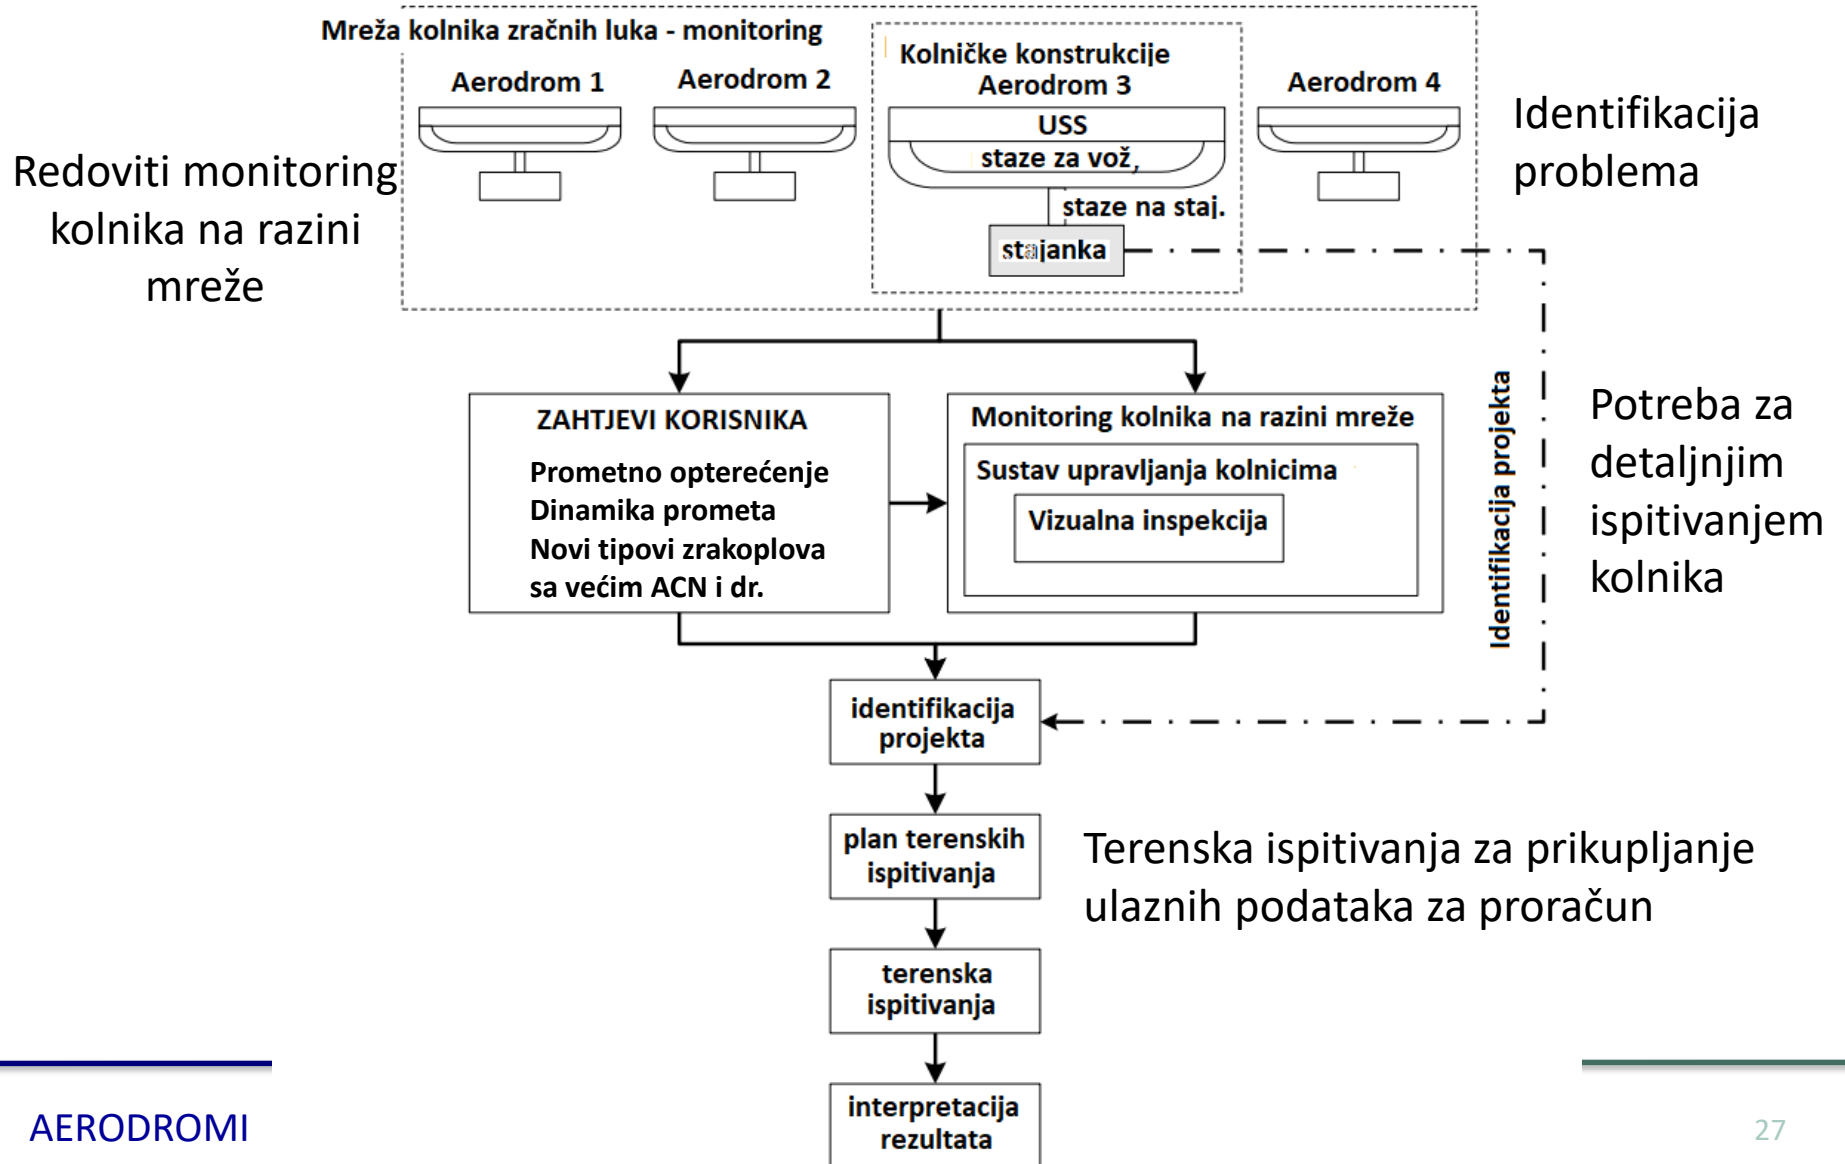 Mreža kolnika zračnih luka - monitoring
Aerodrom 1
Aerodrom 2
Kolničke konstrukcije
Aerodrom 3
Aerodrom 4
USS
staze za vož,
staze na staj.
stajanka
Redoviti monitoring
kolnika na razini
mreže
Identifikacija
problema
ZAHTJEVI KORISNIKA
Prometno opterećenje
Dinamika prometa
Novi tipovi zrakoplova
sa većim ACN i dr.
Monitoring kolnika na razini mreže
Sustav upravljanja kolnicima
Vizualna inspekcija
Identifikacija projekta
Potreba za
detaljnjim
ispitivanjem
kolnika
identifikacija
projekta
plan terenskih
ispitivanja
Terenska ispitivanja za prikupljanje
ulaznih podataka za proračun
terenska
ispitivanja
interpretacija
rezultata
AERODROMI
27